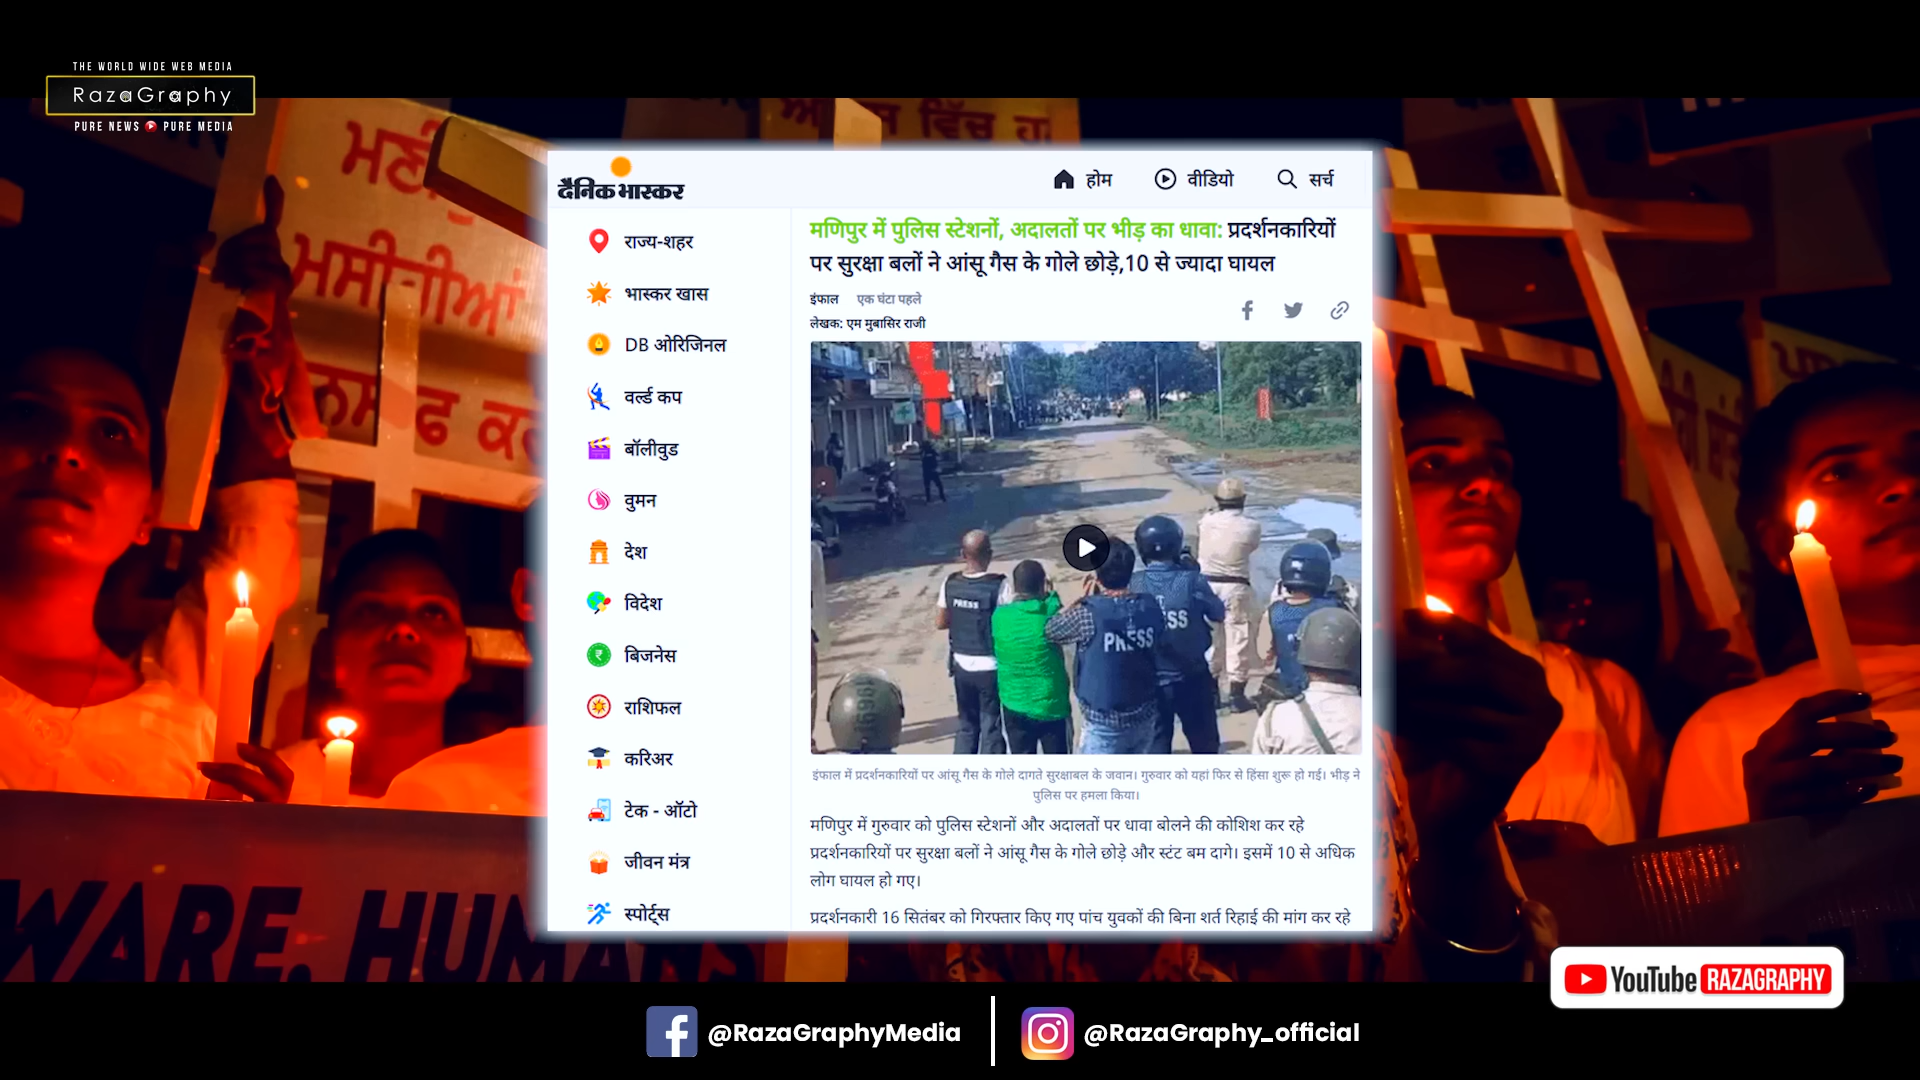 THE WORLD WIDE WEB MEDIA
RazaGraphy
PURE NEWS PURE MEDIA
ਵਿੱਚ
ਮਸੀਹੀਆਂ
दैनिक भास्कर
होम
वीडियो
सर्च
राज्य-शहर
भास्कर खास
DB ओरिजिनल
वर्ल्ड कप
बॉलीवुड
वुमन
देश
विदेश
बिजनेस
राशिफल
करिअर
टेक - ऑटो
जीवन मंत्र
स्पोर्ट्स
मणिपुर में पुलिस स्टेशनों, अदालतों पर भीड़ का धावा: प्रदर्शनकारियों
पर सुरक्षा बलों ने आंसू गैस के गोले छोड़े,10 से ज्यादा घायल
इंफाल एक घंटा पहले
लेखक: एम मुबासिर राजी
PRESS
PRESS
इंफाल में प्रदर्शनकारियों पर आंसू गैस के गोले दागते सुरक्षाबल के जवान। गुरुवार को यहां फिर से हिंसा शुरू हो गई। भीड़ ने
पुलिस पर हमला किया।
मणिपुर में गुरुवार को पुलिस स्टेशनों और अदालतों पर धावा बोलने की कोशिश कर रहे
प्रदर्शनकारियों पर सुरक्षा बलों ने आंसू गैस के गोले छोड़े और स्टंट बम दागे। इसमें 10 से अधिक
लोग घायल हो गए।
प्रदर्शनकारी 16 सितंबर को गिरफ्तार किए गए पांच युवकों की बिना शर्त रिहाई की मांग कर रहे
WARE, HUMANS
YouTube RAZAGRAPHY
@RazaGraphyMedia
@RazaGraphy_official